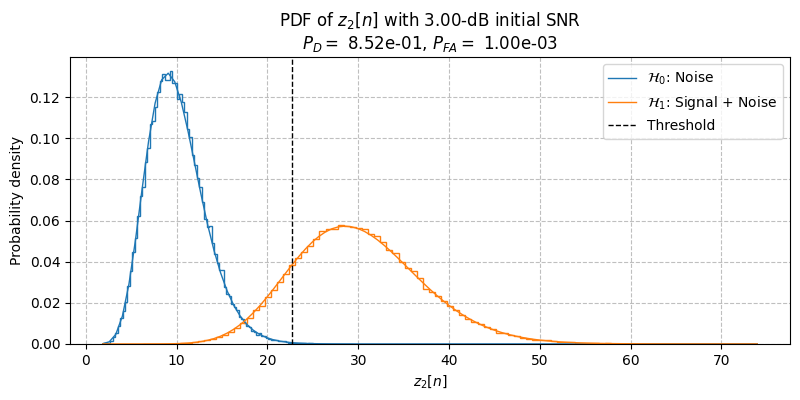 PDF of z₂[n] with 3.00-dB initial SNR
P_D = 8.52e-01, P_FA = 1.00e-03
Probability density
0.12
0.10
0.08
0.06
0.04
0.02
0.00
ℋ₀: Noise
ℋ₁: Signal + Noise
Threshold
0 10 20 30 40 50 60 70
z₂[n]